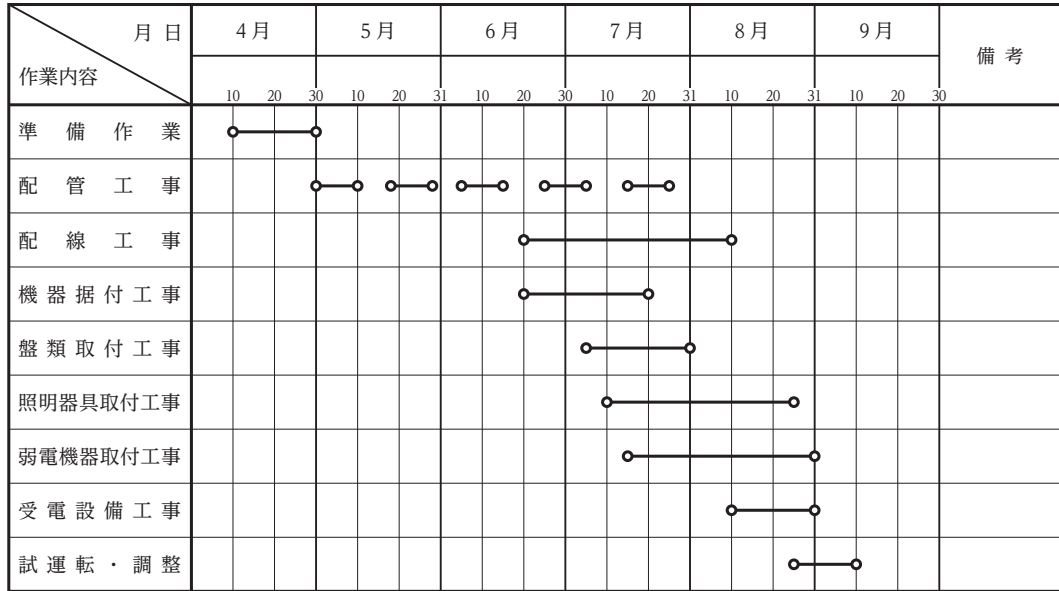 月 日 4月 5月 6月 7月 8月 9月 備 考
作業内容
10 20 30 10 20 31 10 20 30 10 20 31 10 20 31 10 20 30
準備作業
配管工事
配線工事
機器据付工事
盤類取付工事
照明器具取付工事
弱電機器取付工事
受電設備工事
試運転・調整